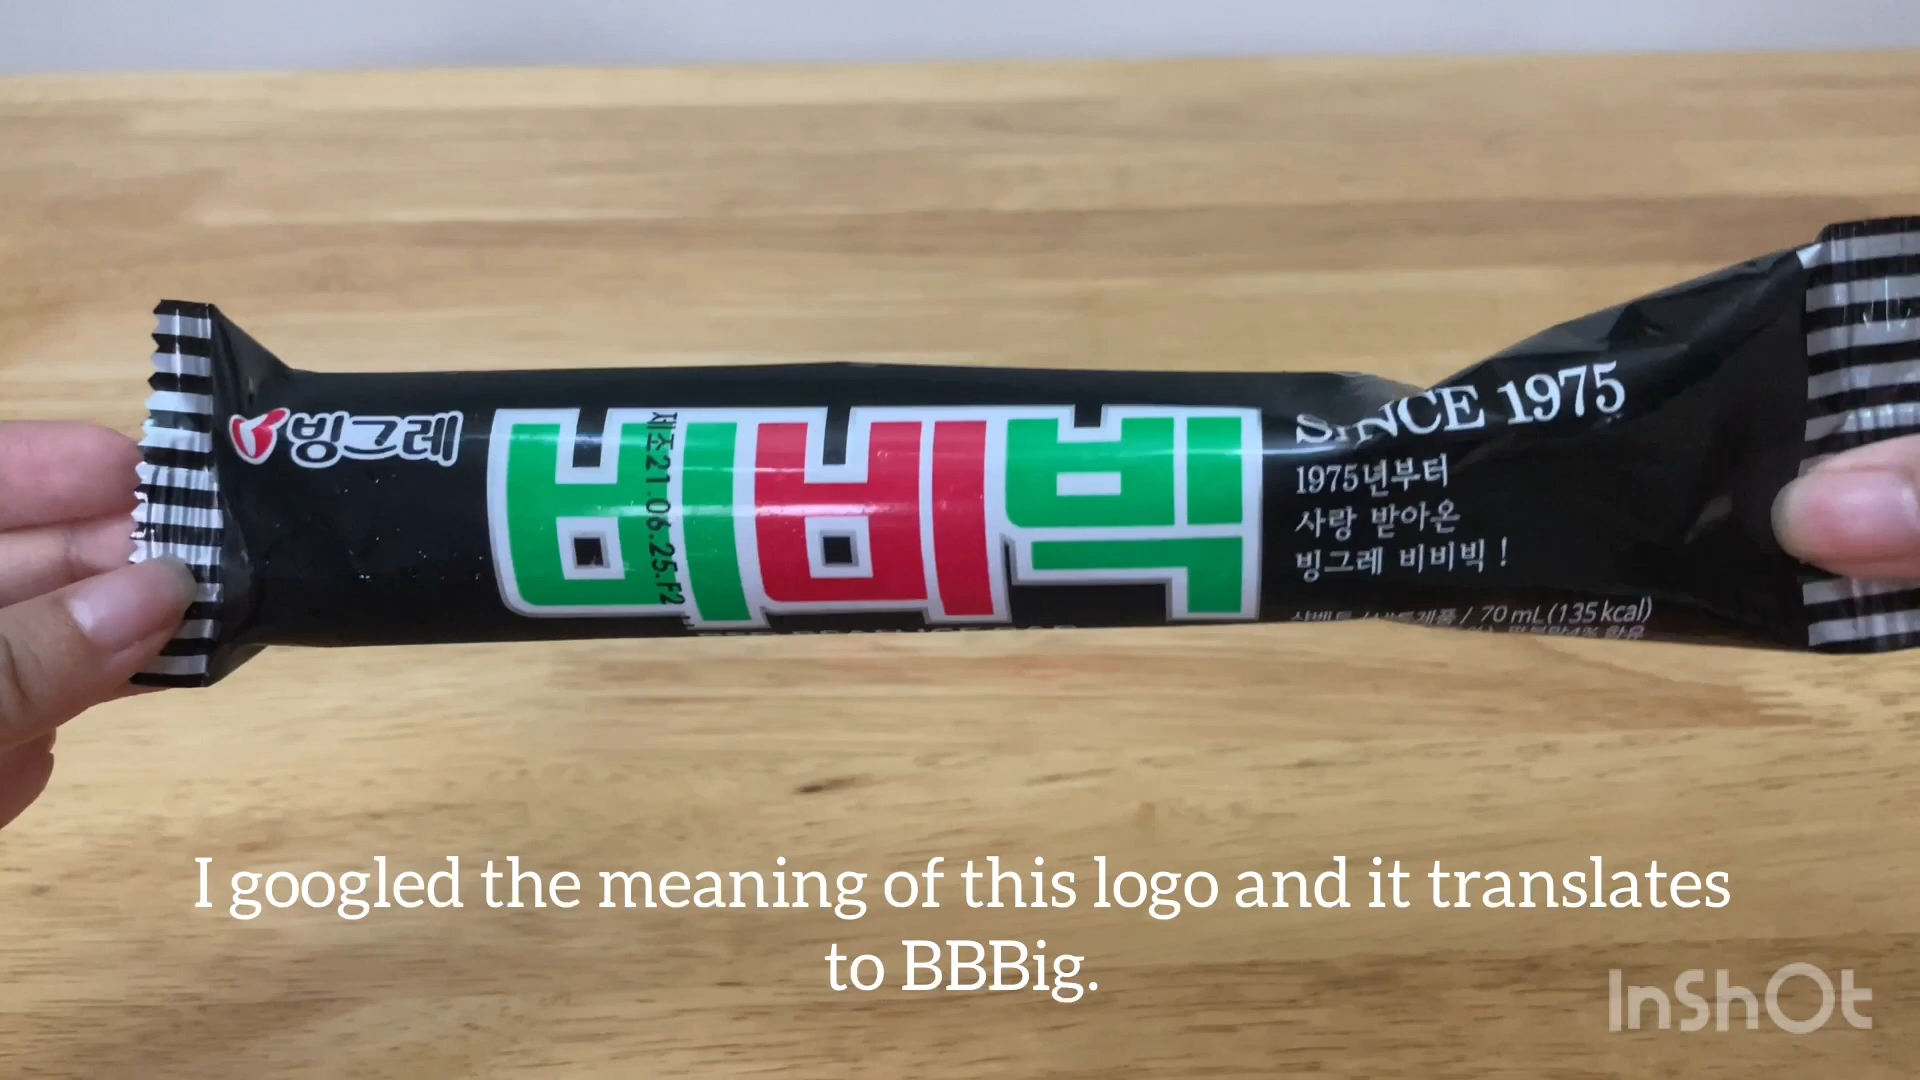 빙그레
비비빅
제조21.06.25.F2
SINCE 1975
1975년부터
사랑 받아온
빙그레 비비빅!
/ 70 mL (135 kcal)
I googled the meaning of this logo and it translates
to BBBig.
InShOt